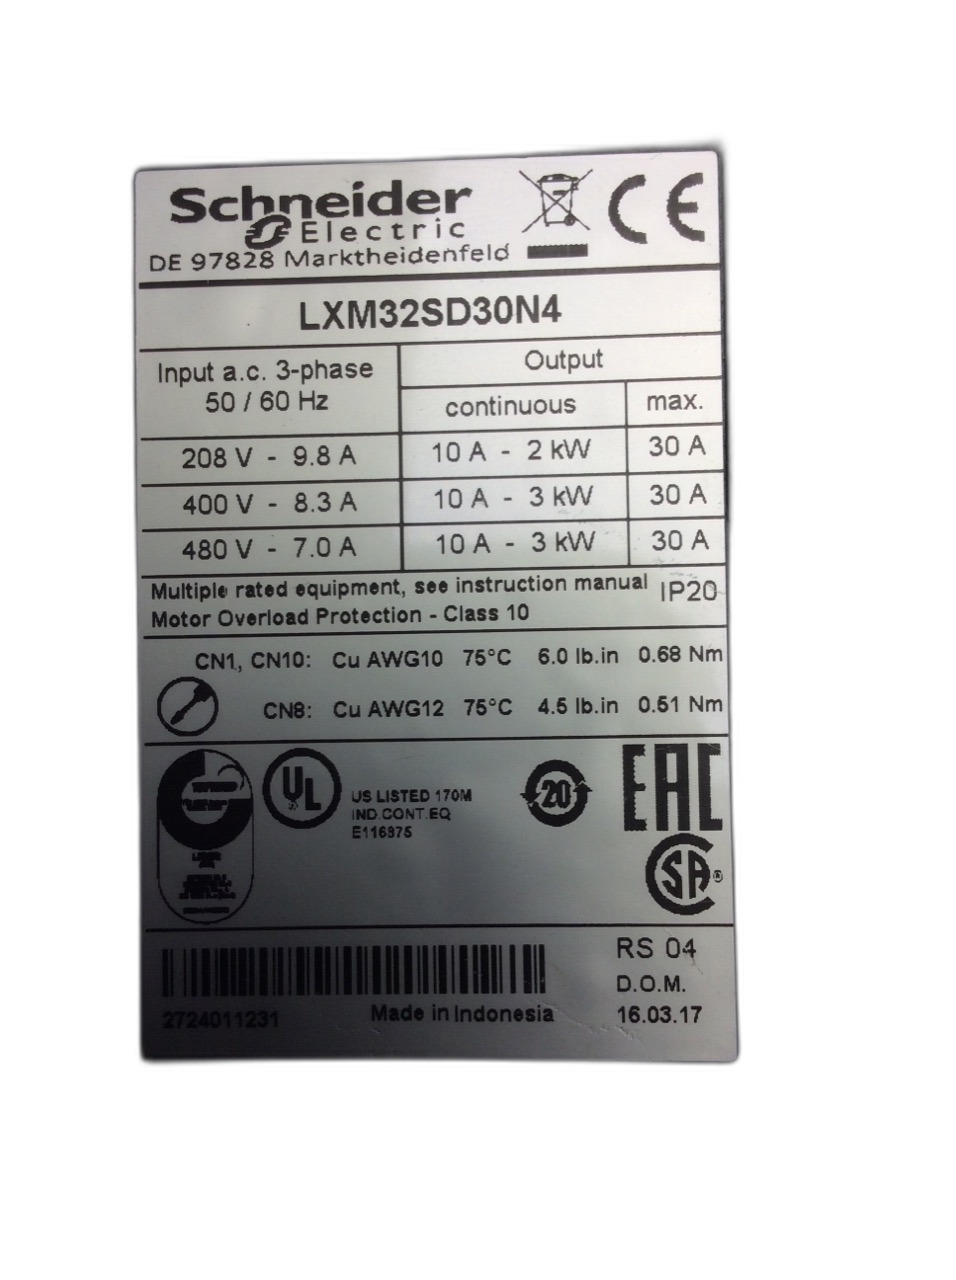 Schneider
Electric
DE 97828 Marktheidenfeld
CE
LXM32SD30N4
Input a.c. 3-phase
50 / 60 Hz
Output
continuous
max.
208 V - 9.8 A
10 A - 2 kW
30 A
400 V - 8.3 A
10 A - 3 kW
30 A
480 V - 7.0 A
10 A - 3 kW
30 A
Multiple rated equipment, see instruction manual
IP20
Motor Overload Protection - Class 10
CN1, CN10: Cu AWG10 75°C 6.0 lb.in 0.68 Nm
CN8: Cu AWG12 75°C 4.5 lb.in 0.51 Nm
UL
®
US LISTED 170M
IND.CONT.EQ
E116875
20
EAC
SA®
RS 04
D.O.M.
16.03.17
2724011231
Made in Indonesia